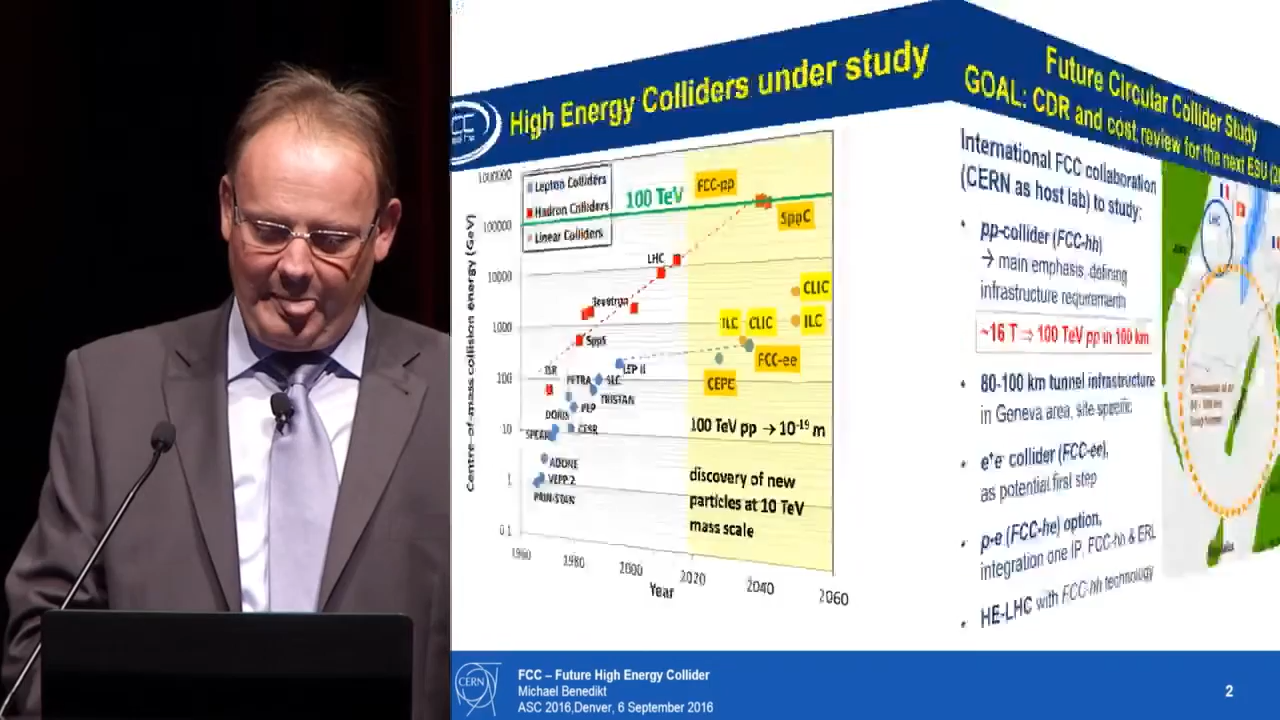 High Energy Colliders under study
Centre-of-mass collision energy (GeV)
1000000
100000
10000
1000
100
10
1
0.1
Lepton Colliders
Hadron Colliders
Linear Colliders
100 TeV
FCC-pp
SppC
LHC
CLIC
Tevatron
ILC CLIC
ILC
SppS
FCC-ee
ISR
LEP II
CEPC
PETRA
SLC
TRISTAN
PEP
DORIS
CESR
SPEAR
ADONE
VEPP 2
PRIN-STAN
100 TeV pp → 10⁻¹⁹ m
discovery of new
particles at 10 TeV
mass scale
1960
1980
2000
2020
2040
2060
Year
Future Circular Collider Study
GOAL: CDR and cost review for the next ESU
International FCC collaboration
(CERN as host lab) to study:
• pp-collider (FCC-hh)
→ main emphasis, defining
infrastructure requirements
~16 T ⇒ 100 TeV pp in 100 km
• 80-100 km tunnel infrastructure
in Geneva area, site-specific
• e⁺e⁻ collider (FCC-ee),
as potential first step
• p-e (FCC-he) option,
integration one IP, FCC-hh & ERL
• HE-LHC with FCC-hh technology
LHC
CERN
FCC – Future High Energy Collider
Michael Benedikt
ASC 2016,Denver, 6 September 2016
2